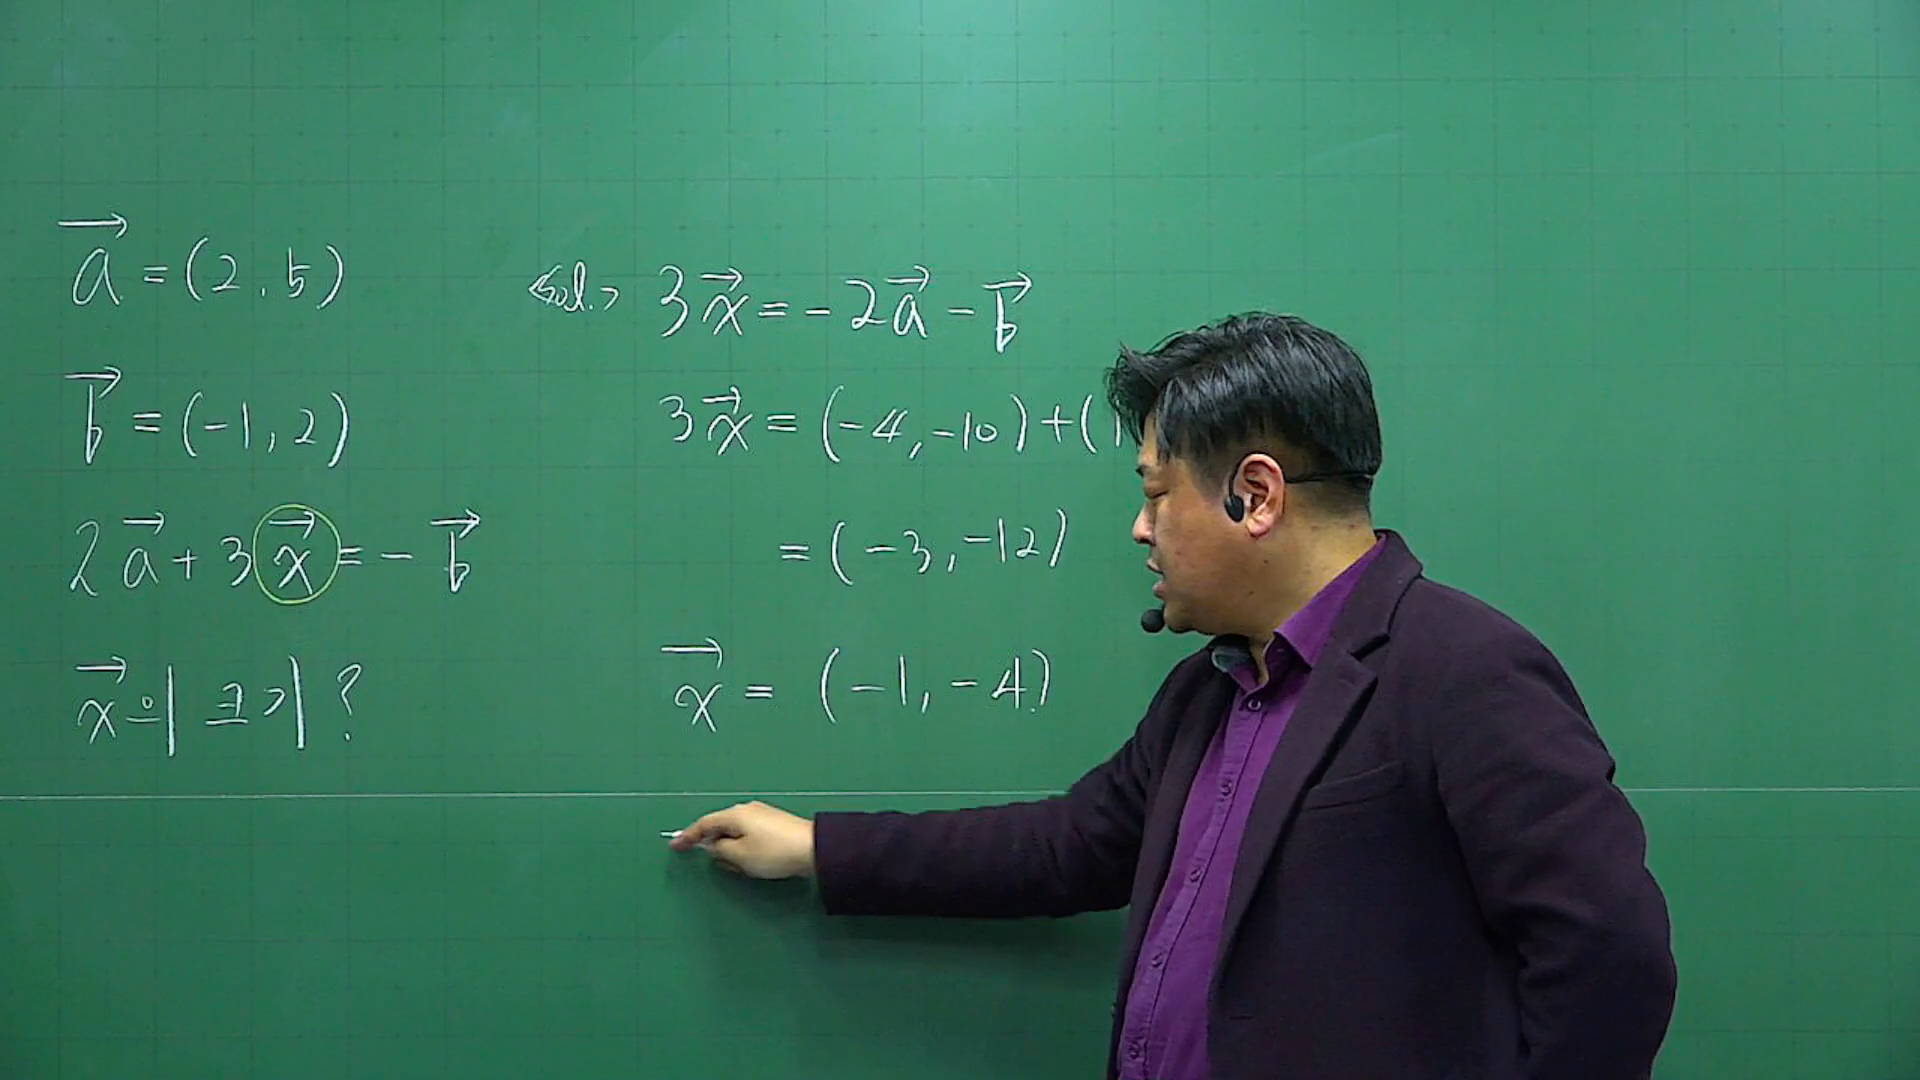 a⃗ = (2, 5)
b⃗ = (-1, 2)
2a⃗ + 3x⃗ = -b⃗
x⃗의 크기?
<Sol.> 3x⃗ = -2a⃗ - b⃗
3x⃗ = (-4, -10) + (1
= (-3, -12)
x⃗ = (-1, -4)